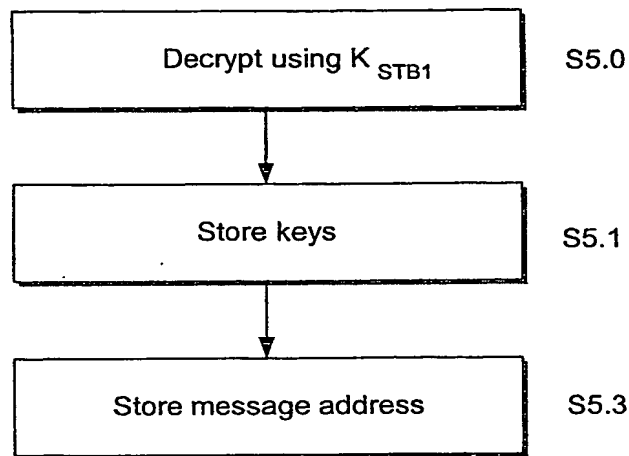 Decrypt using K STB1 S5.0
Store keys S5.1
Store message address S5.3